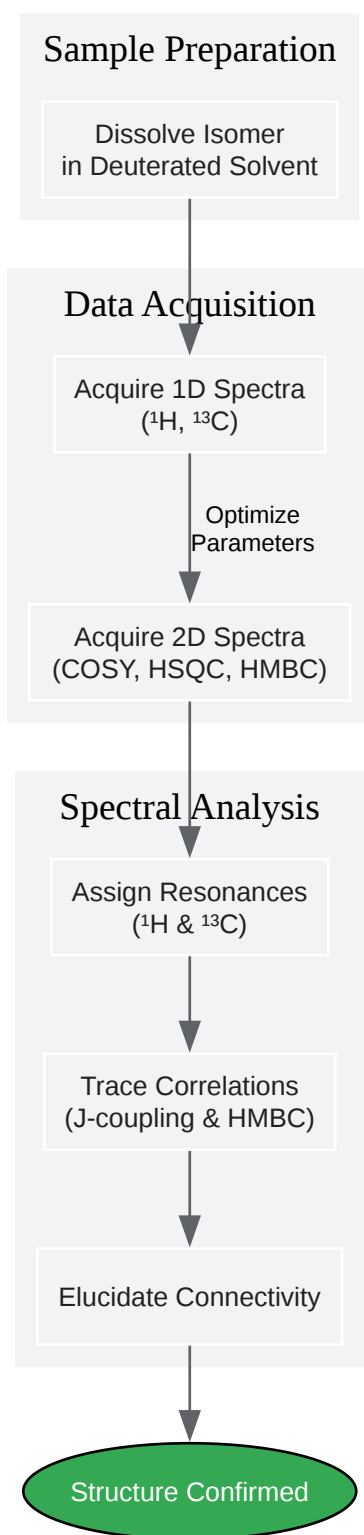 Sample Preparation
Dissolve Isomer
in Deuterated Solvent
Data Acquisition
Acquire 1D Spectra
(¹H, ¹³C)
Optimize
Parameters
Acquire 2D Spectra
(COSY, HSQC, HMBC)
Spectral Analysis
Assign Resonances
(¹H & ¹³C)
Trace Correlations
(J-coupling & HMBC)
Elucidate Connectivity
Structure Confirmed